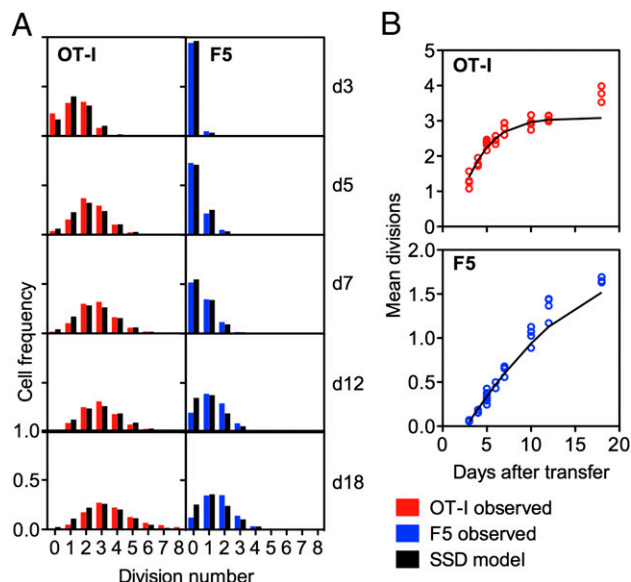 A
OT-I
F5
d3
d5
d7
d12
d18
Cell frequency
1.0
0.5
0.0
0 1 2 3 4 5 6 7 8
0 1 2 3 4 5 6 7 8
Division number
B
OT-I
5
4
3
2
1
0
Mean divisions
F5
2.0
1.5
1.0
0.5
0.0
0 5 10 15 20
Days after transfer
OT-I observed
F5 observed
SSD model